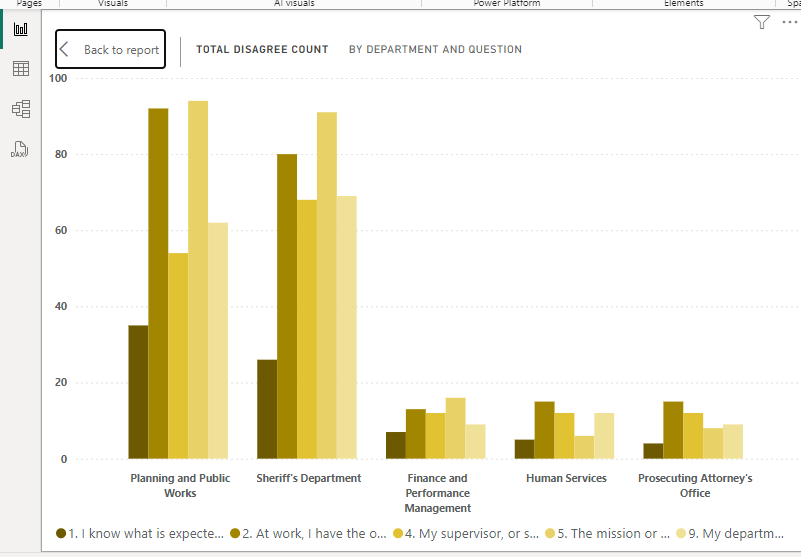 Pages Visuals AI visuals Power Platform Elements
Back to report TOTAL DISAGREE COUNT BY DEPARTMENT AND QUESTION
100
80
60
40
20
0
Planning and Public
Works
Sheriff's Department
Finance and
Performance
Management
Human Services
Prosecuting Attorney's
Office
1. I know what is expecte... 2. At work, I have the o... 4. My supervisor, or s... 5. The mission or ... 9. My departm...
DAX